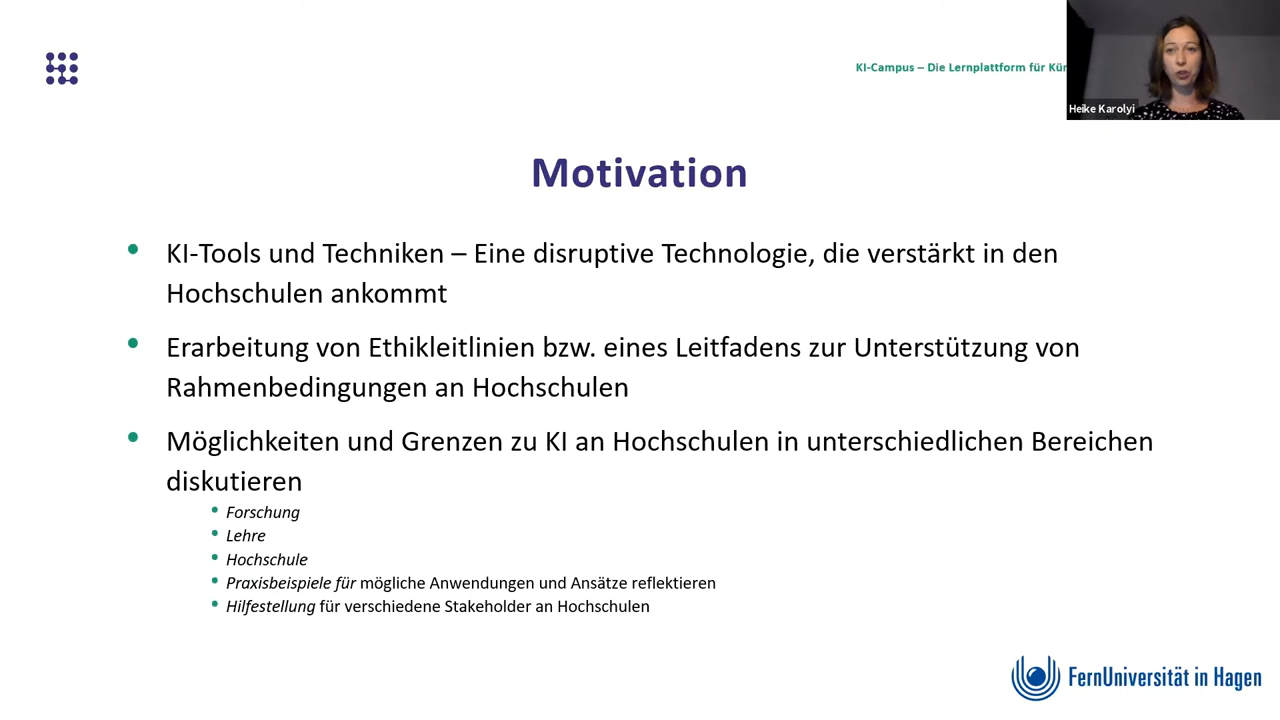 KI-Campus – Die Lernplattform für
Heike Karolyi
Motivation
• KI-Tools und Techniken – Eine disruptive Technologie, die verstärkt in den
Hochschulen ankommt
• Erarbeitung von Ethikleitlinien bzw. eines Leitfadens zur Unterstützung von
Rahmenbedingungen an Hochschulen
• Möglichkeiten und Grenzen zu KI an Hochschulen in unterschiedlichen Bereichen
diskutieren
• Forschung
• Lehre
• Hochschule
• Praxisbeispiele für mögliche Anwendungen und Ansätze reflektieren
• Hilfestellung für verschiedene Stakeholder an Hochschulen
FernUniversität in Hagen